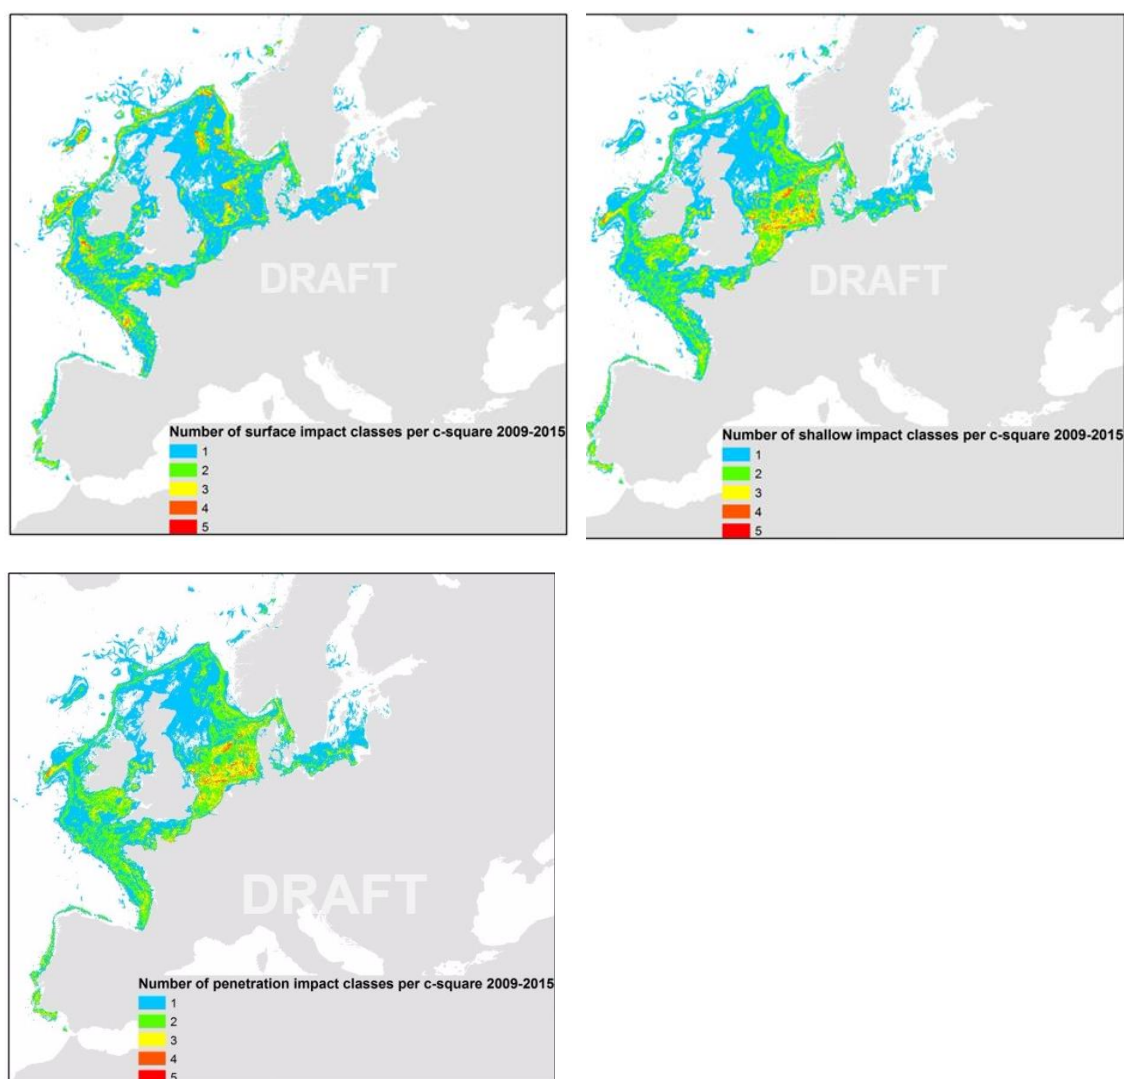 DRAFT
Number of surface impact classes per c-square 2009-2015
1
2
3
4
5
DRAFT
Number of shallow impact classes per c-square 2009-2015
1
2
3
4
5
DRAFT
Number of penetration impact classes per c-square 2009-2015
1
2
3
4
5